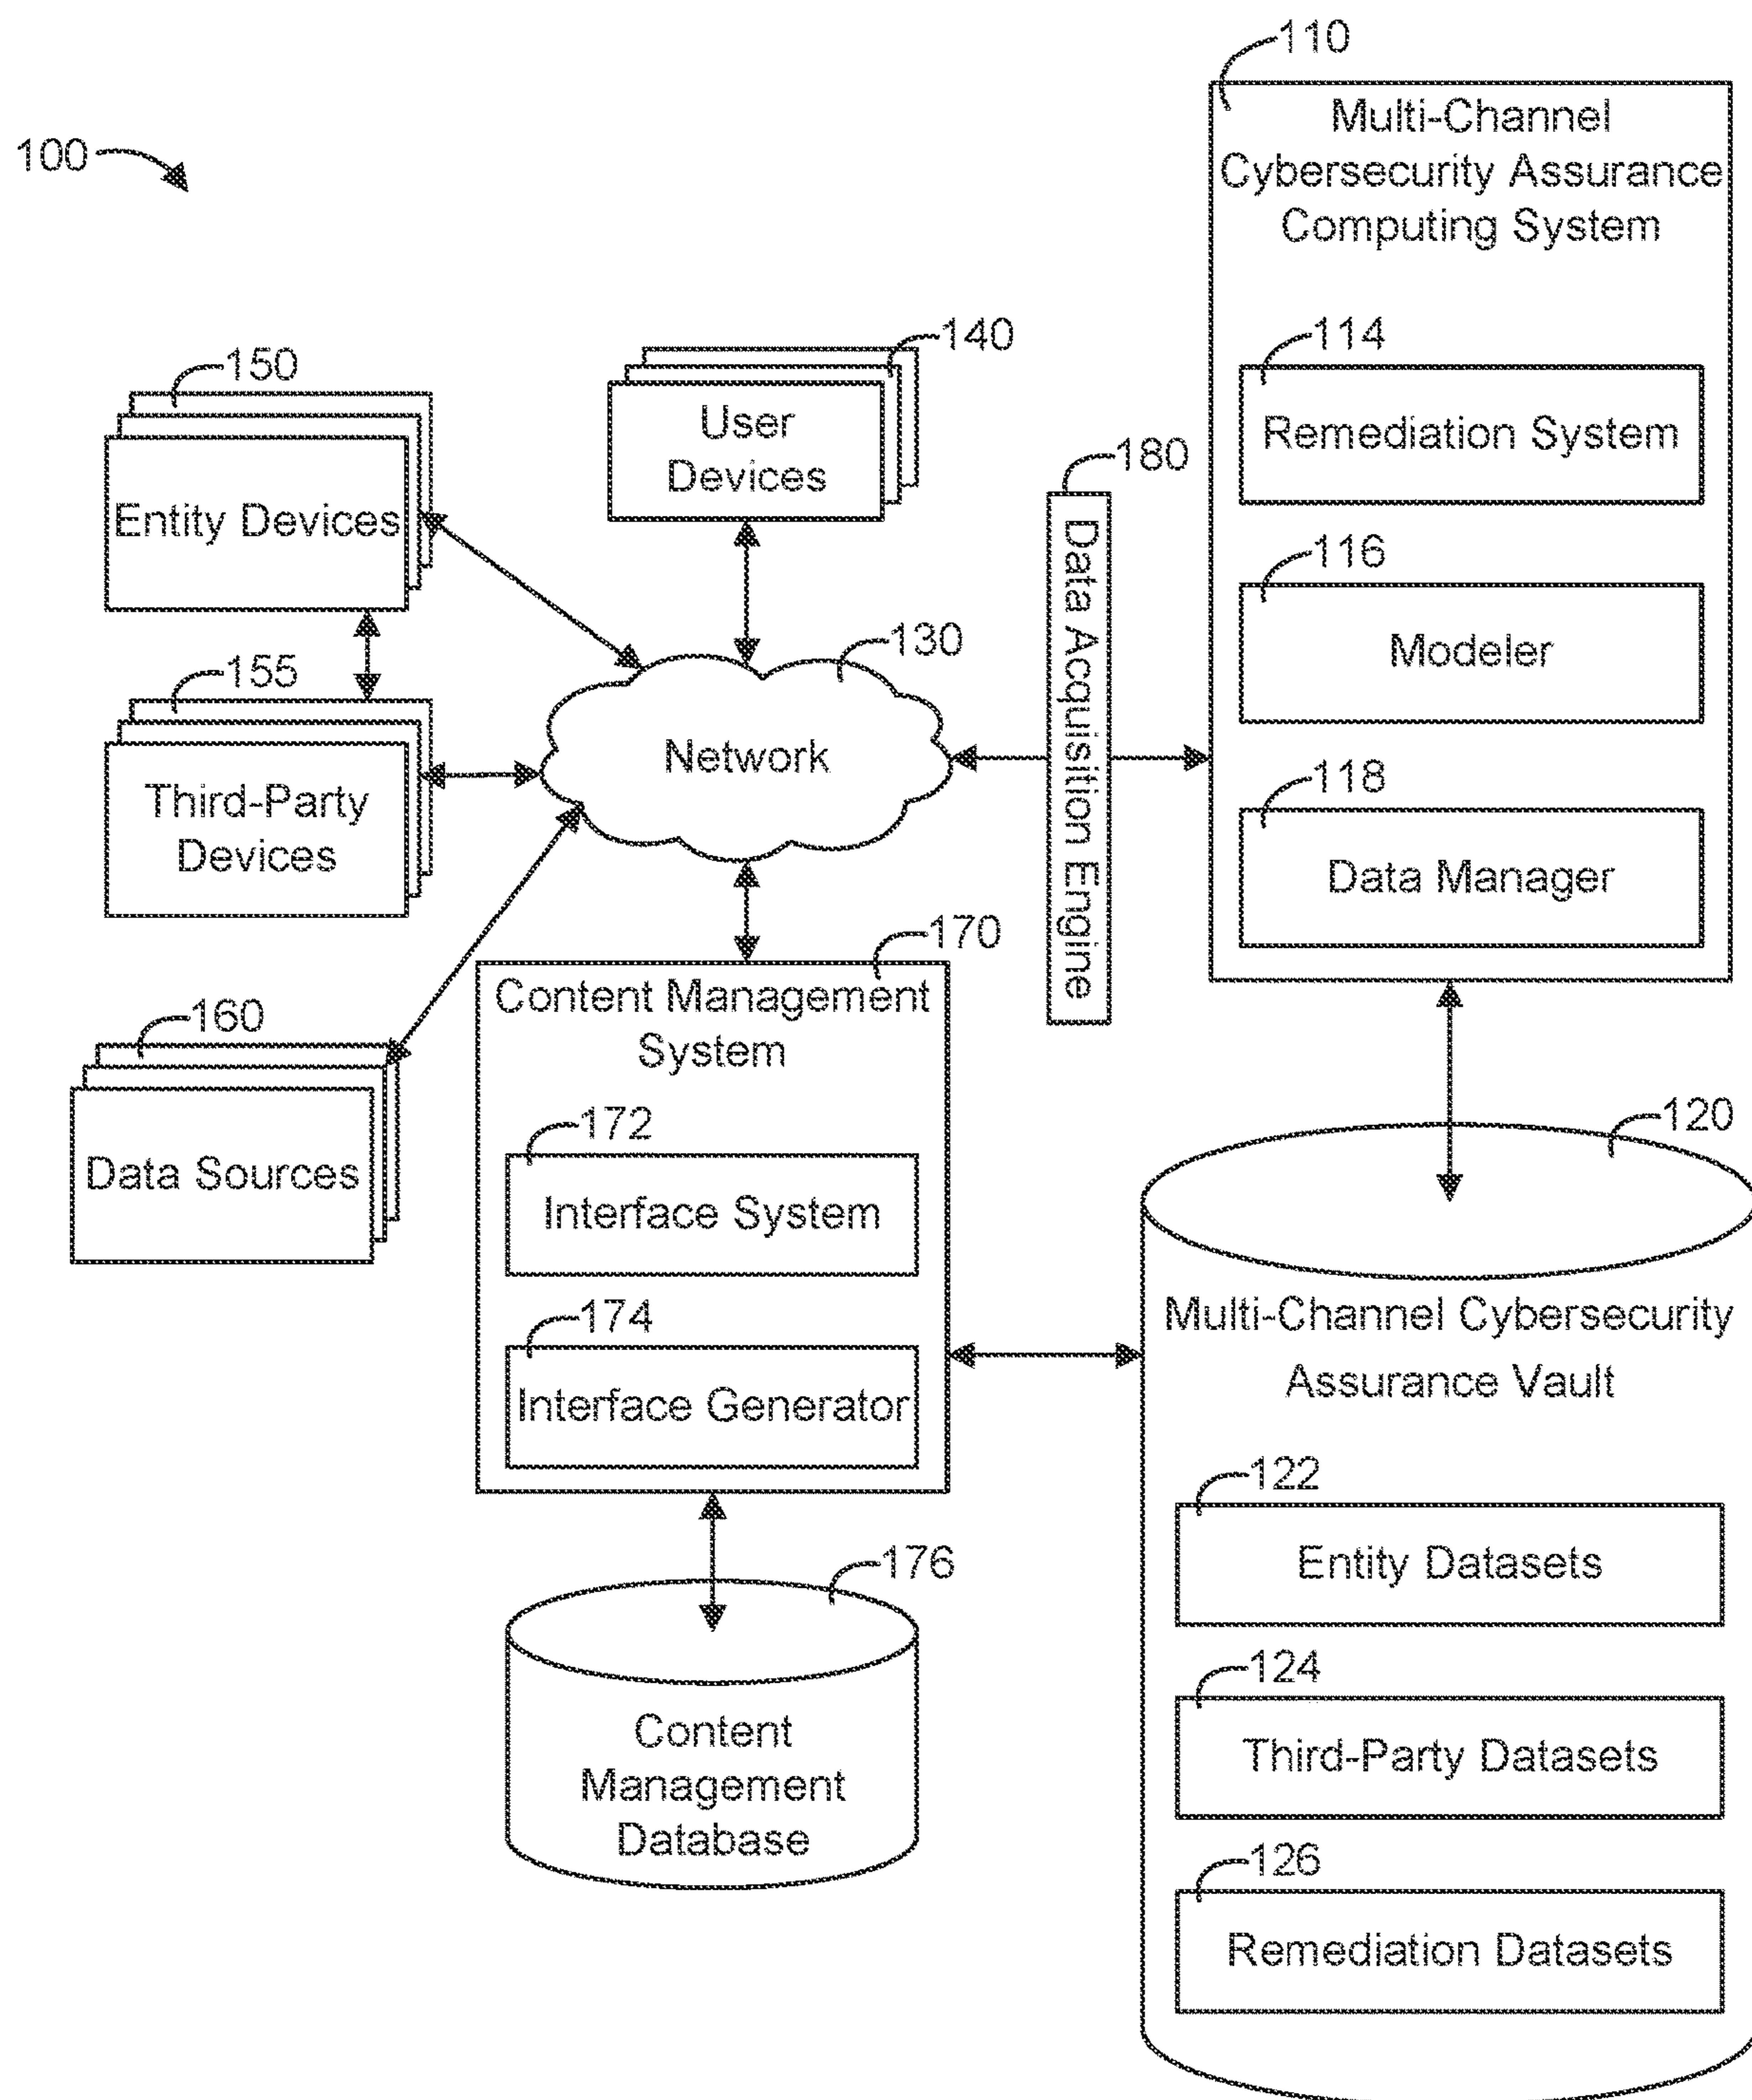 100
110
Multi-Channel
Cybersecurity Assurance
Computing System
114
Remediation System
116
Modeler
118
Data Manager
150
Entity Devices
140
User
Devices
180
Data Acquisition Engine
155
Third-Party
Devices
130
Network
160
Data Sources
170
Content Management
System
172
Interface System
174
Interface Generator
176
Content
Management
Database
120
Multi-Channel Cybersecurity
Assurance Vault
122
Entity Datasets
124
Third-Party Datasets
126
Remediation Datasets